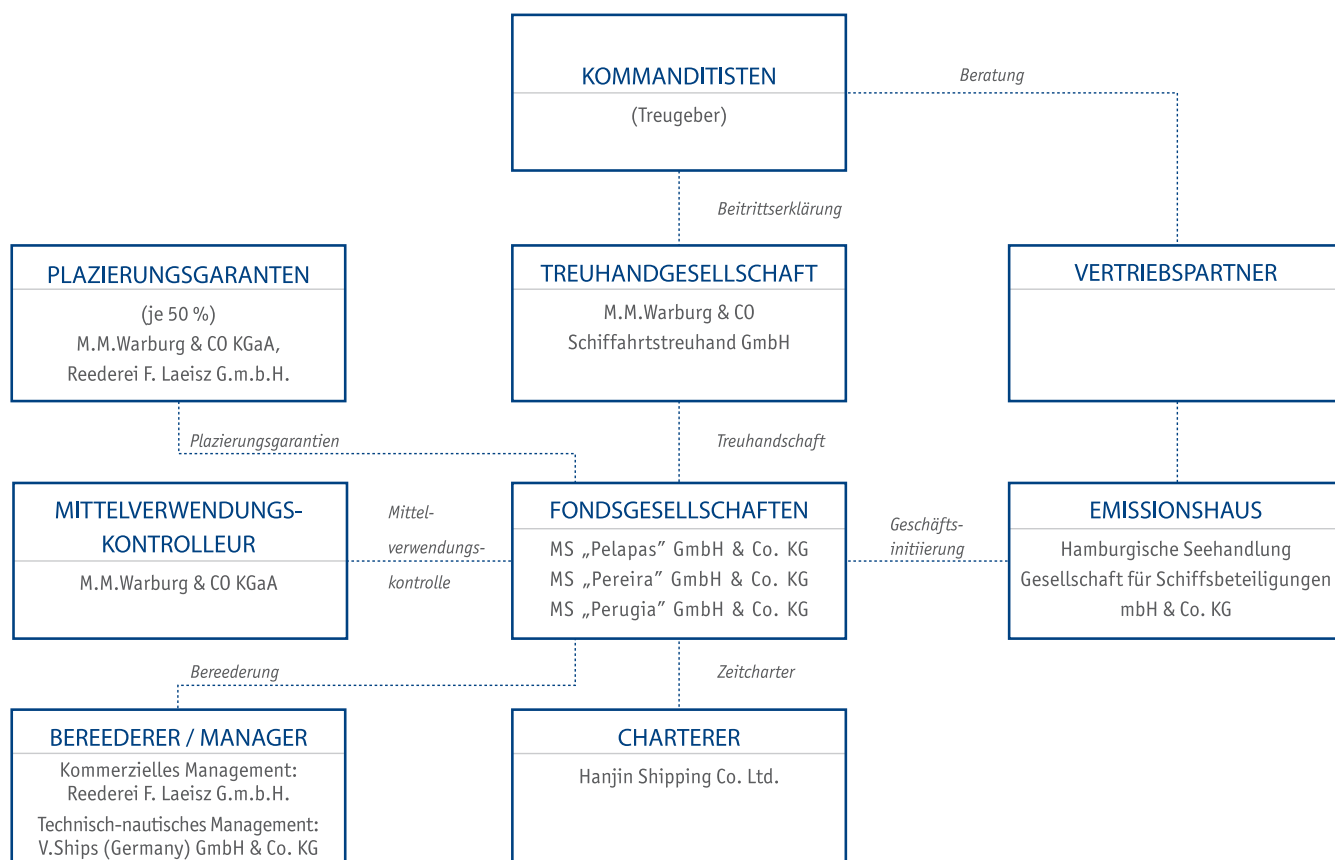 KOMMANDITISTEN
(Treugeber)
Beratung
Beitrittserklärung
PLAZIERUNGSGARANTEN
(je 50 %)
M.M.Warburg & CO KGaA,
Reederei F. Laeisz G.m.b.H.
TREUHANDGESELLSCHAFT
M.M.Warburg & CO
Schiffahrtstreuhand GmbH
VERTRIEBSPARTNER
Plazierungsgarantien
Treuhandschaft
MITTELVERWENDUNGS-
KONTROLLEUR
M.M.Warburg & CO KGaA
Mittel-
verwendungs-
kontrolle
FONDSGESELLSCHAFTEN
MS „Pelapas” GmbH & Co. KG
MS „Pereira” GmbH & Co. KG
MS „Perugia” GmbH & Co. KG
Geschäfts-
initiierung
EMISSIONSHAUS
Hamburgische Seehandlung
Gesellschaft für Schiffsbeteiligungen
mbH & Co. KG
Bereederung
Zeitcharter
BEREEDERER / MANAGER
Kommerzielles Management:
Reederei F. Laeisz G.m.b.H.
Technisch-nautisches Management:
V.Ships (Germany) GmbH & Co. KG
CHARTERER
Hanjin Shipping Co. Ltd.